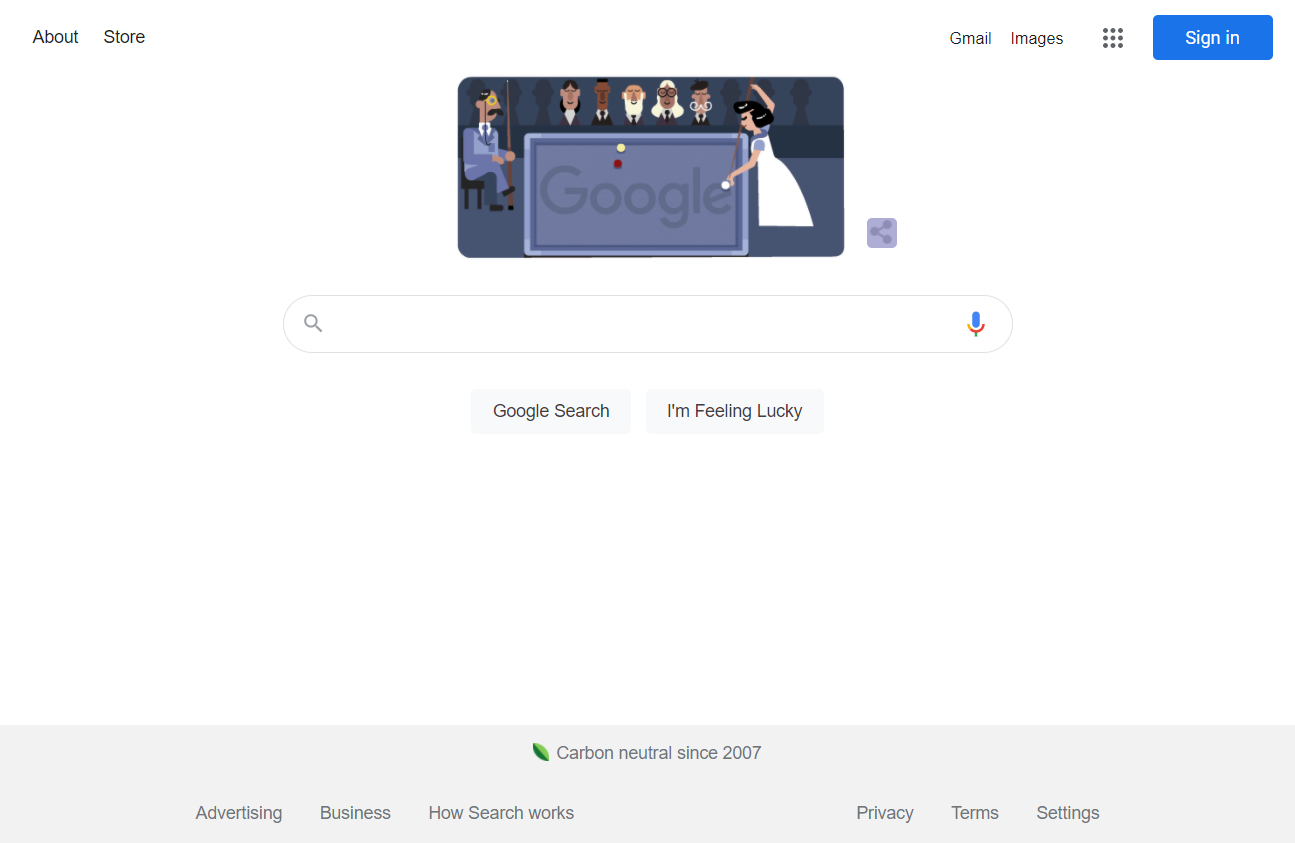 About Store
Gmail Images
Sign in
Google
Google Search
I'm Feeling Lucky
Carbon neutral since 2007
Advertising Business How Search works
Privacy Terms Settings